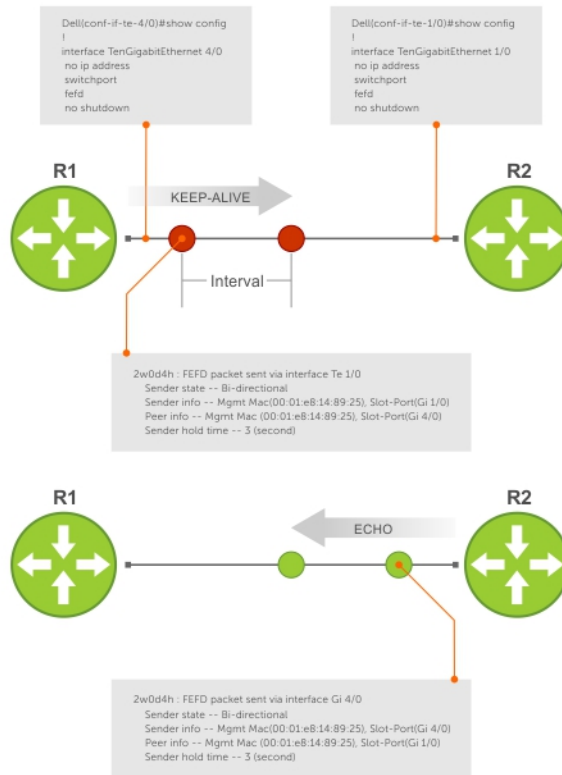 Dell(conf-if-te-4/0)#show config
!
interface TenGigabitEthernet 4/0
no ip address
switchport
fefd
no shutdown
Dell(conf-if-te-1/0)#show config
!
interface TenGigabitEthernet 1/0
no ip address
switchport
fefd
no shutdown
R1
R2
KEEP-ALIVE
Interval
2w0d4h : FEFD packet sent via interface Te 1/0
Sender state -- Bi-directional
Sender info -- Mgmt Mac(00:01:e8:14:89:25), Slot-Port(Gi 1/0)
Peer info -- Mgmt Mac (00:01:e8:14:89:25), Slot-Port(Gi 4/0)
Sender hold time -- 3 (second)
R1
R2
ECHO
2w0d4h : FEFD packet sent via interface Gi 4/0
Sender state -- Bi-directional
Sender info -- Mgmt Mac(00:01:e8:14:89:25), Slot-Port(Gi 4/0)
Peer info -- Mgmt Mac (00:01:e8:14:89:25), Slot-Port(Gi 1/0)
Sender hold time -- 3 (second)